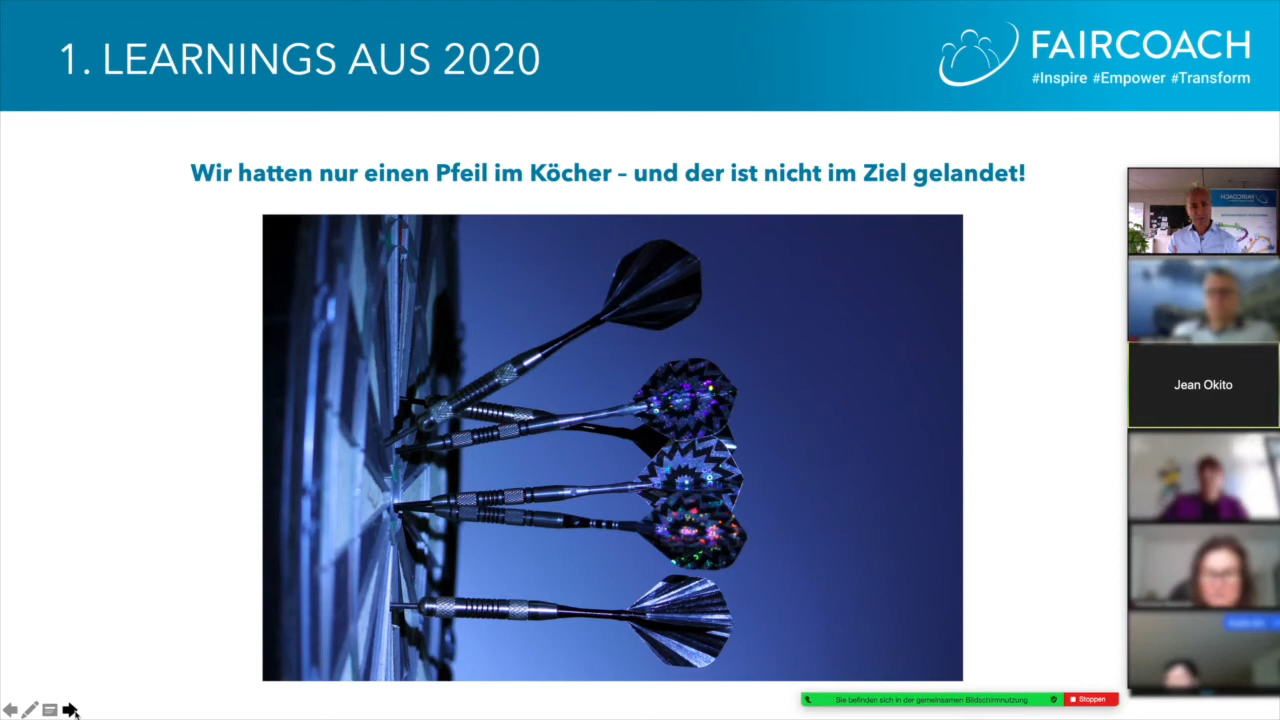 1. LEARNINGS AUS 2020
FAIRCOACH
#Inspire #Empower #Transform
Wir hatten nur einen Pfeil im Köcher – und der ist nicht im Ziel gelandet!
Jean Okito
Sie befinden sich in der gemeinsamen Bildschirmnutzung
Stoppen